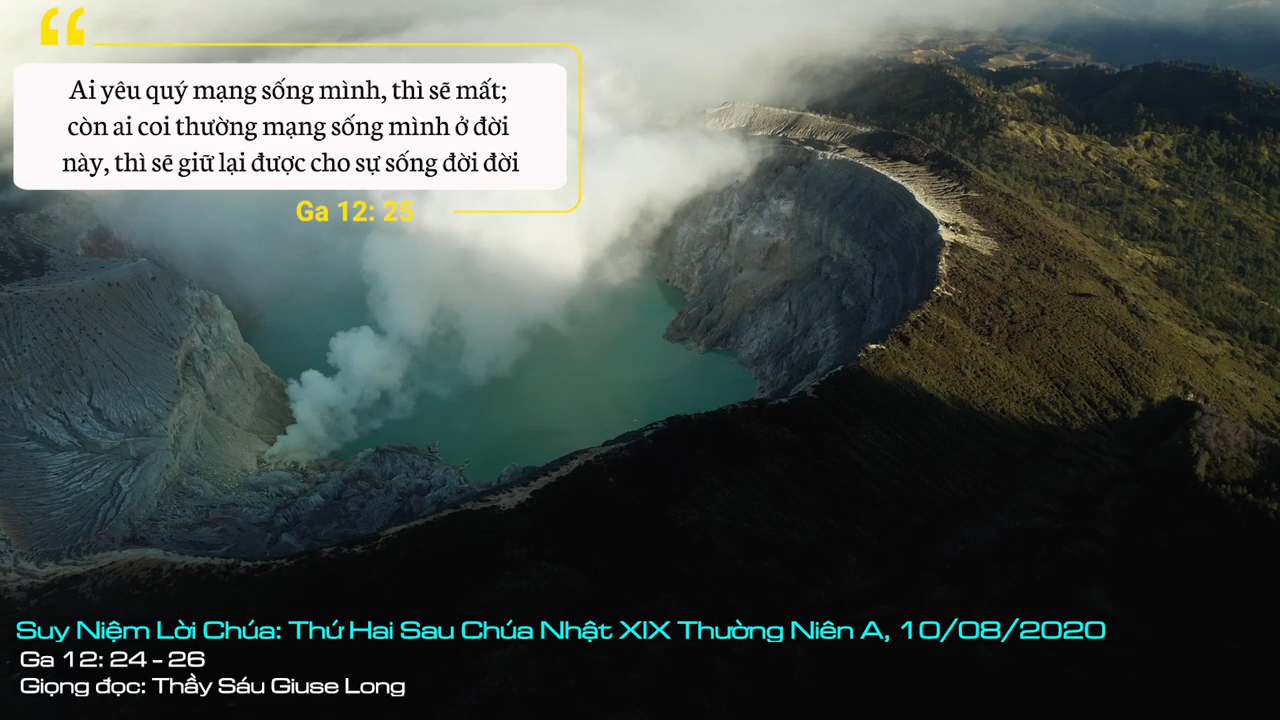 Ai yêu quý mạng sống mình, thì sẽ mất;
còn ai coi thường mạng sống mình ở đời
này, thì sẽ giữ lại được cho sự sống đời đời
Ga 12: 25
Suy Niệm Lời Chúa: Thứ Hai Sau Chúa Nhật XIX Thường Niên A, 10/08/2020
Ga 12: 24 - 26
Giọng đọc: Thầy Sáu Giuse Long